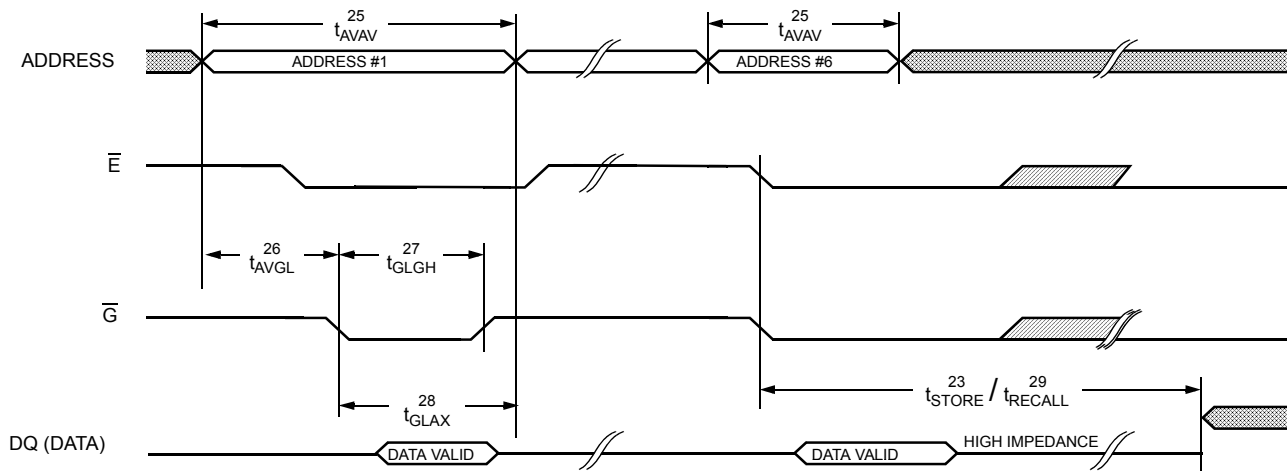 25
tAVAV
25
tAVAV
ADDRESS
ADDRESS #1
ADDRESS #6
E
26
tAVGL
27
tGLGH
G
23 29
tSTORE / tRECALL
28
tGLAX
DQ (DATA)
DATA VALID
DATA VALID
HIGH IMPEDANCE